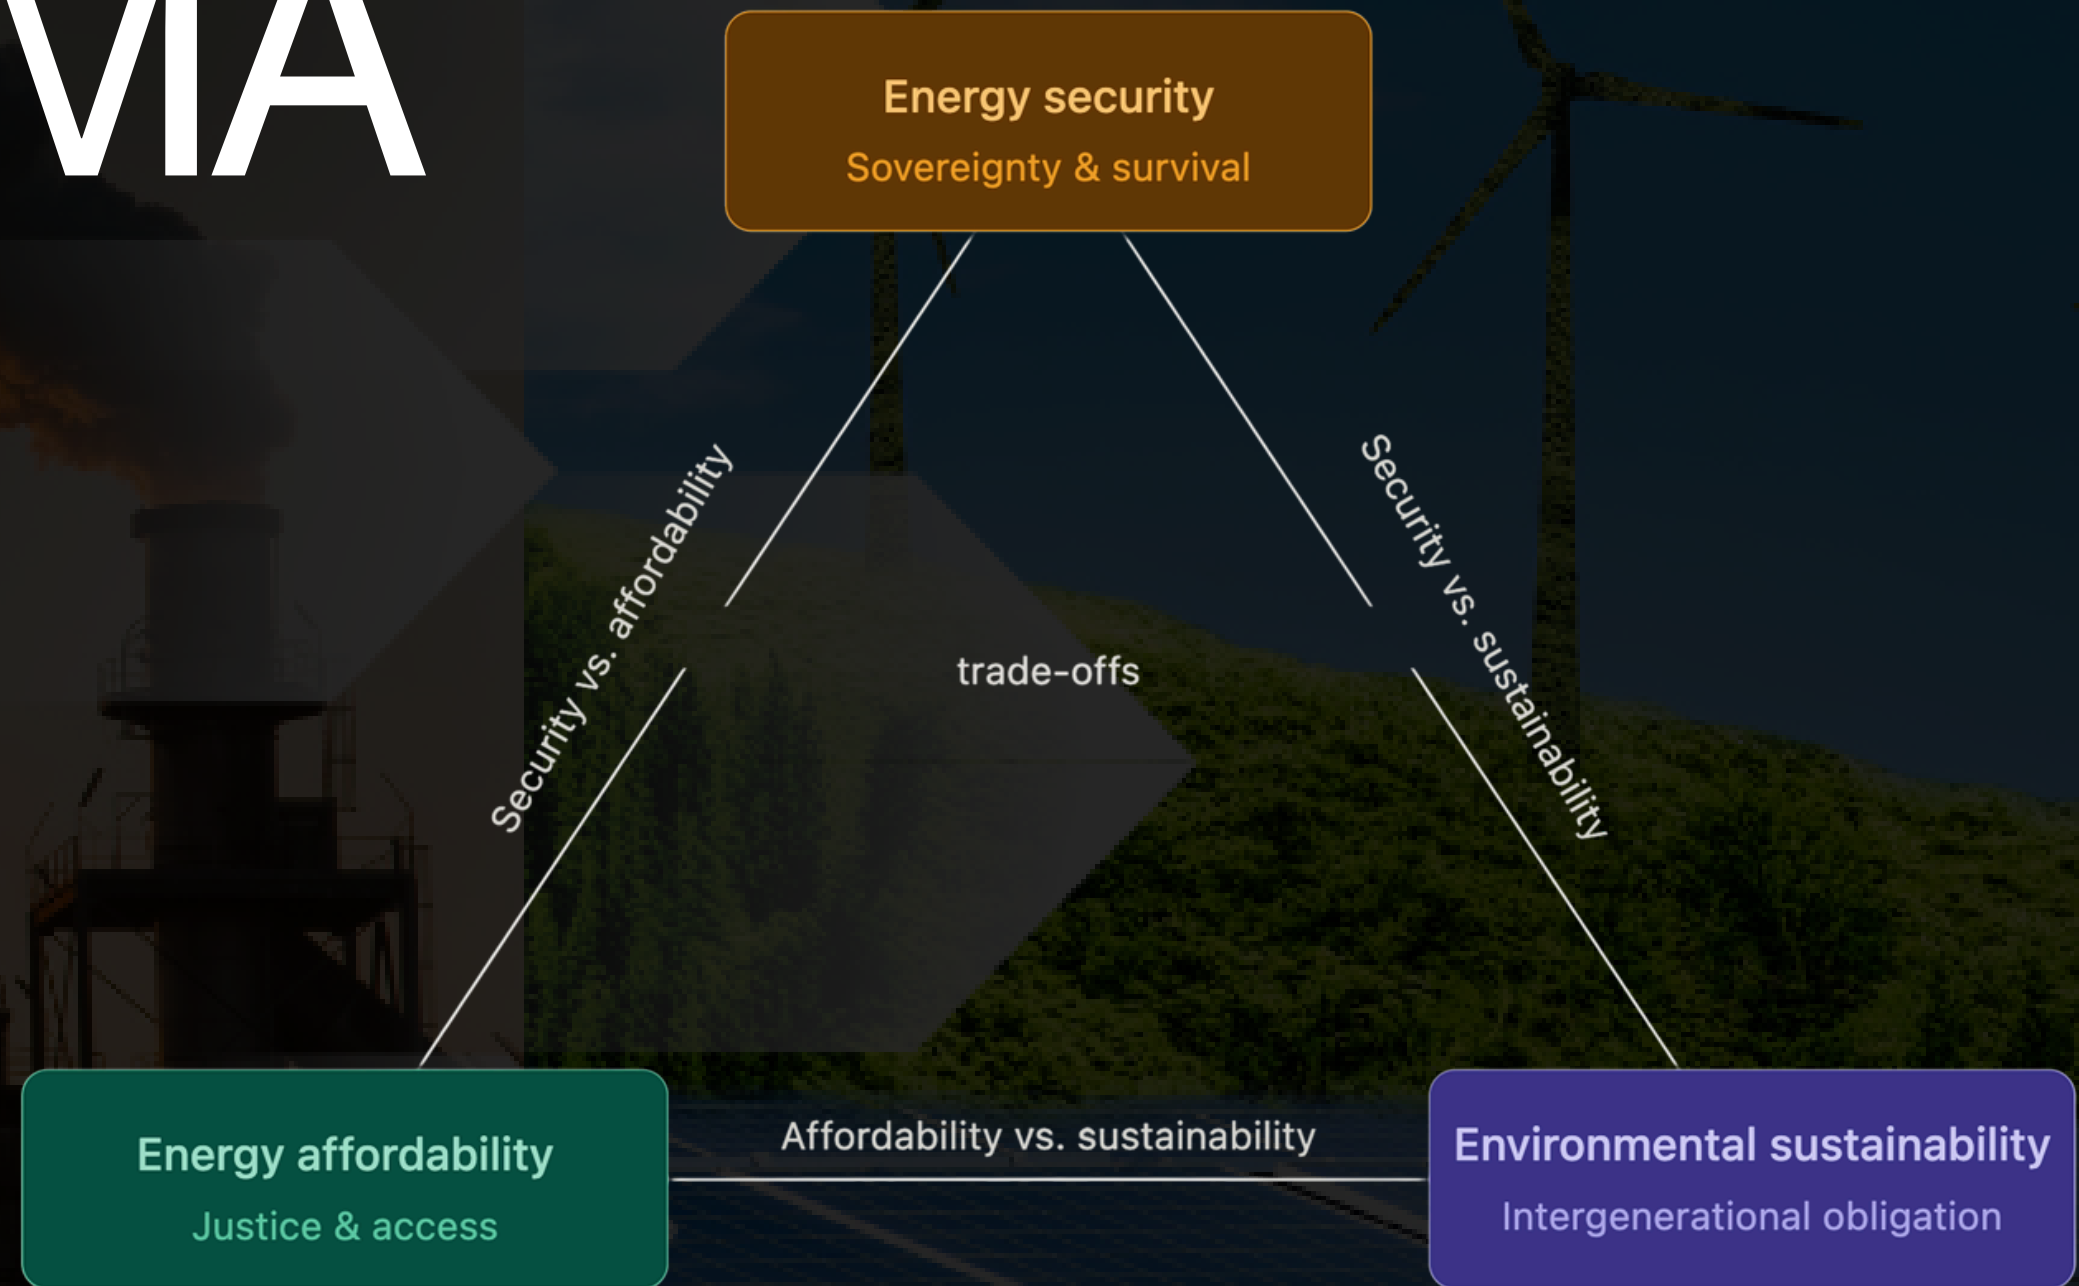 VIA
Energy security
Sovereignty & survival
Security vs. affordability
Security vs. sustainability
trade-offs
Energy affordability
Justice & access
Affordability vs. sustainability
Environmental sustainability
Intergenerational obligation